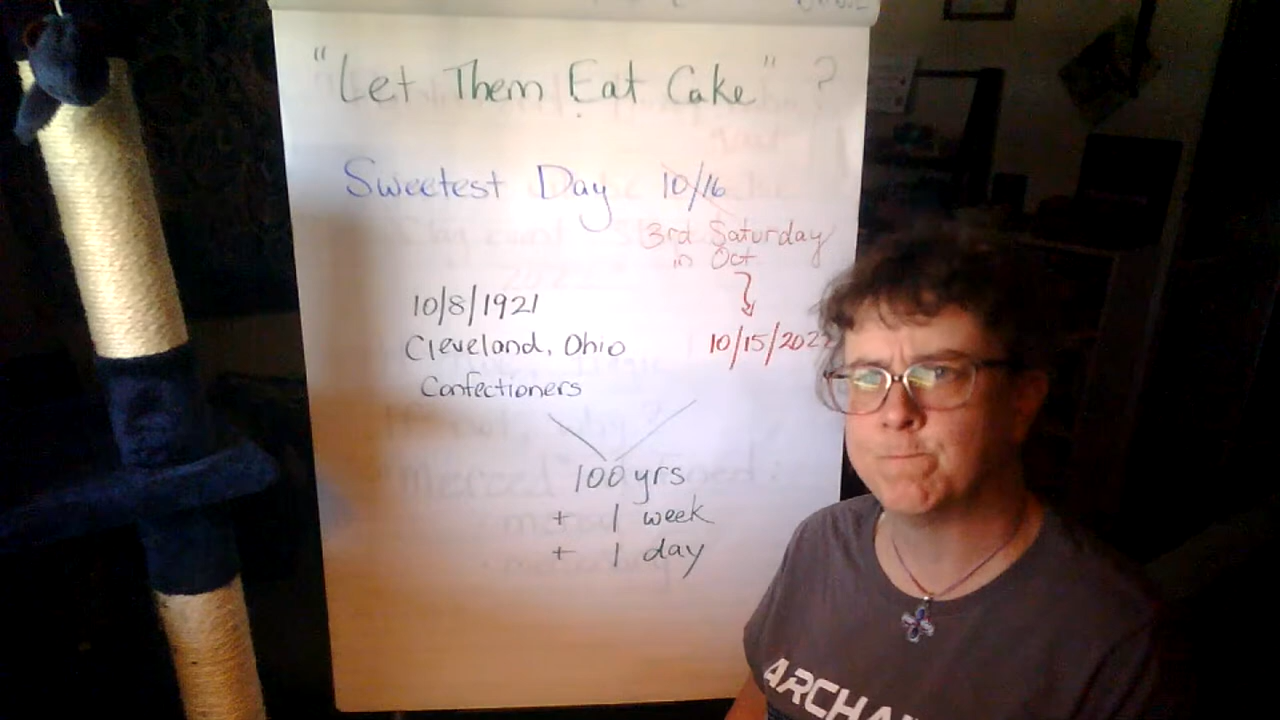 "Let Them Eat Cake" ?
Sweetest Day 10/16
3rd Saturday
in Oct
10/8/1921
Cleveland, Ohio
10/15/202
Confectioners
100 yrs
+ 1 week
+ 1 day
ARCHA